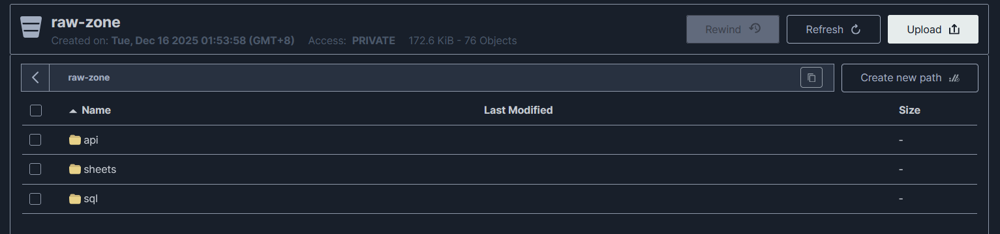 raw-zone
Created on: Tue, Dec 16 2025 01:53:58 (GMT+8) Access: PRIVATE 172.6 KiB - 76 Objects
Rewind Refresh Upload
raw-zone Create new path
Name Last Modified Size
api -
sheets -
sql -